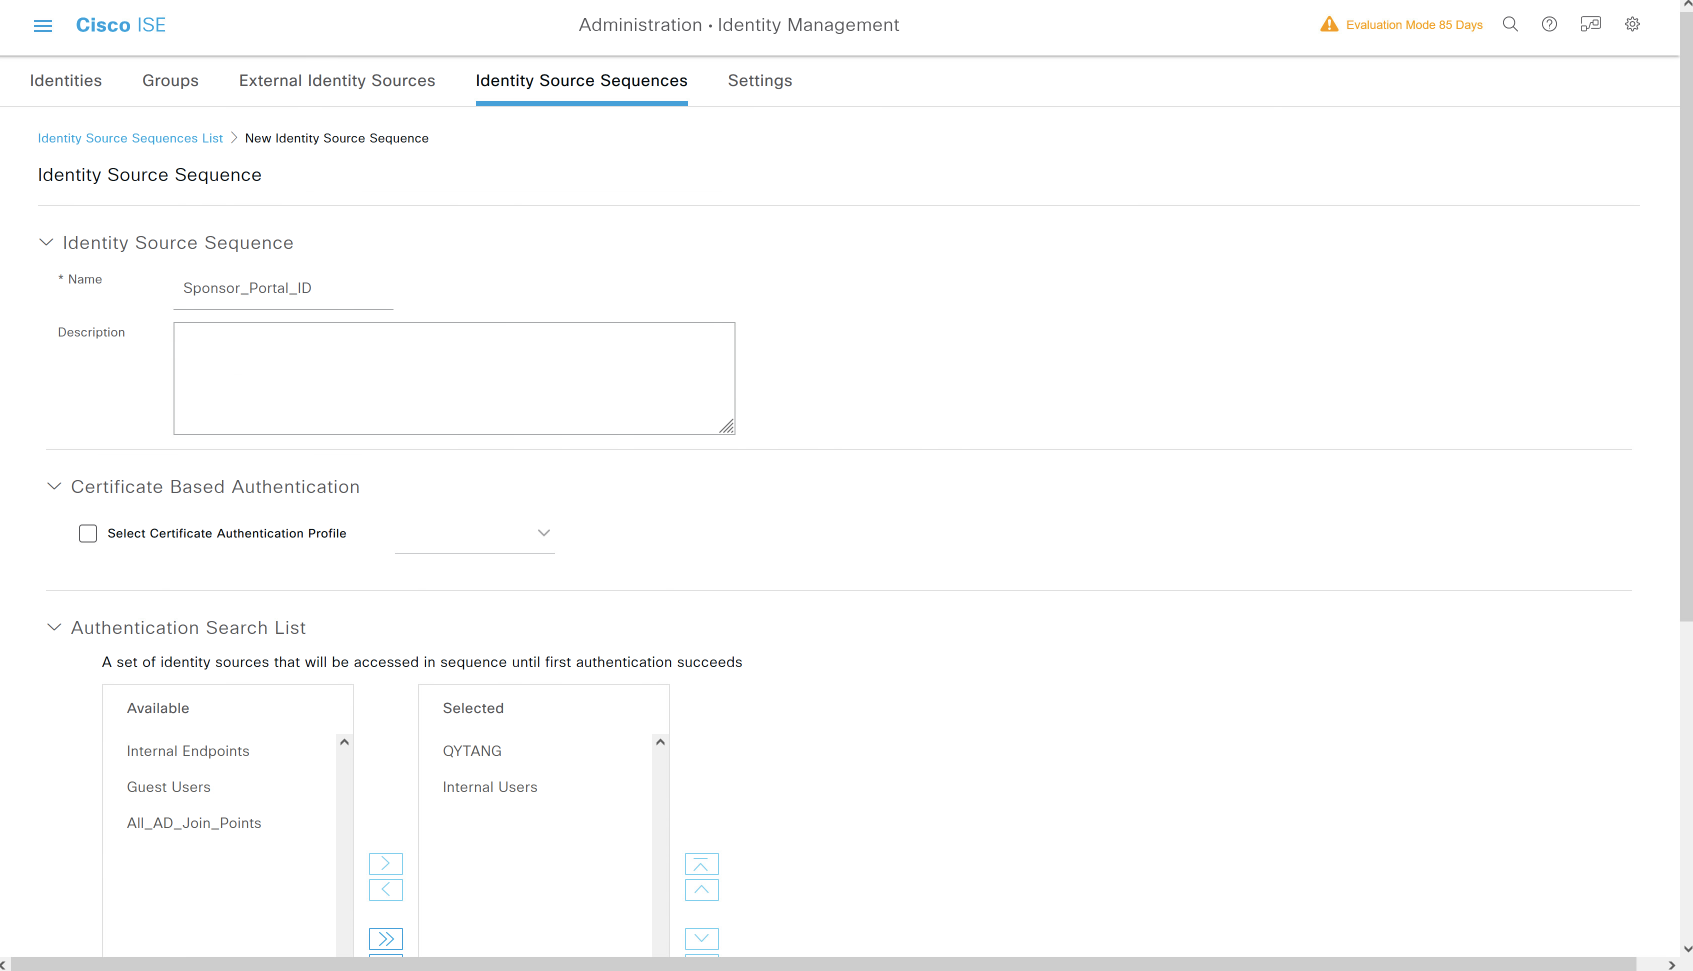 Cisco ISE
Administration • Identity Management
Evaluation Mode 85 Days
Identities
Groups
External Identity Sources
Identity Source Sequences
Settings
Identity Source Sequences List
New Identity Source Sequence
Identity Source Sequence
Identity Source Sequence
* Name
Sponsor_Portal_ID
Description
Certificate Based Authentication
Select Certificate Authentication Profile
Authentication Search List
A set of identity sources that will be accessed in sequence until first authentication succeeds
Available
Selected
Internal Endpoints
QYTANG
Guest Users
Internal Users
All_AD_Join_Points